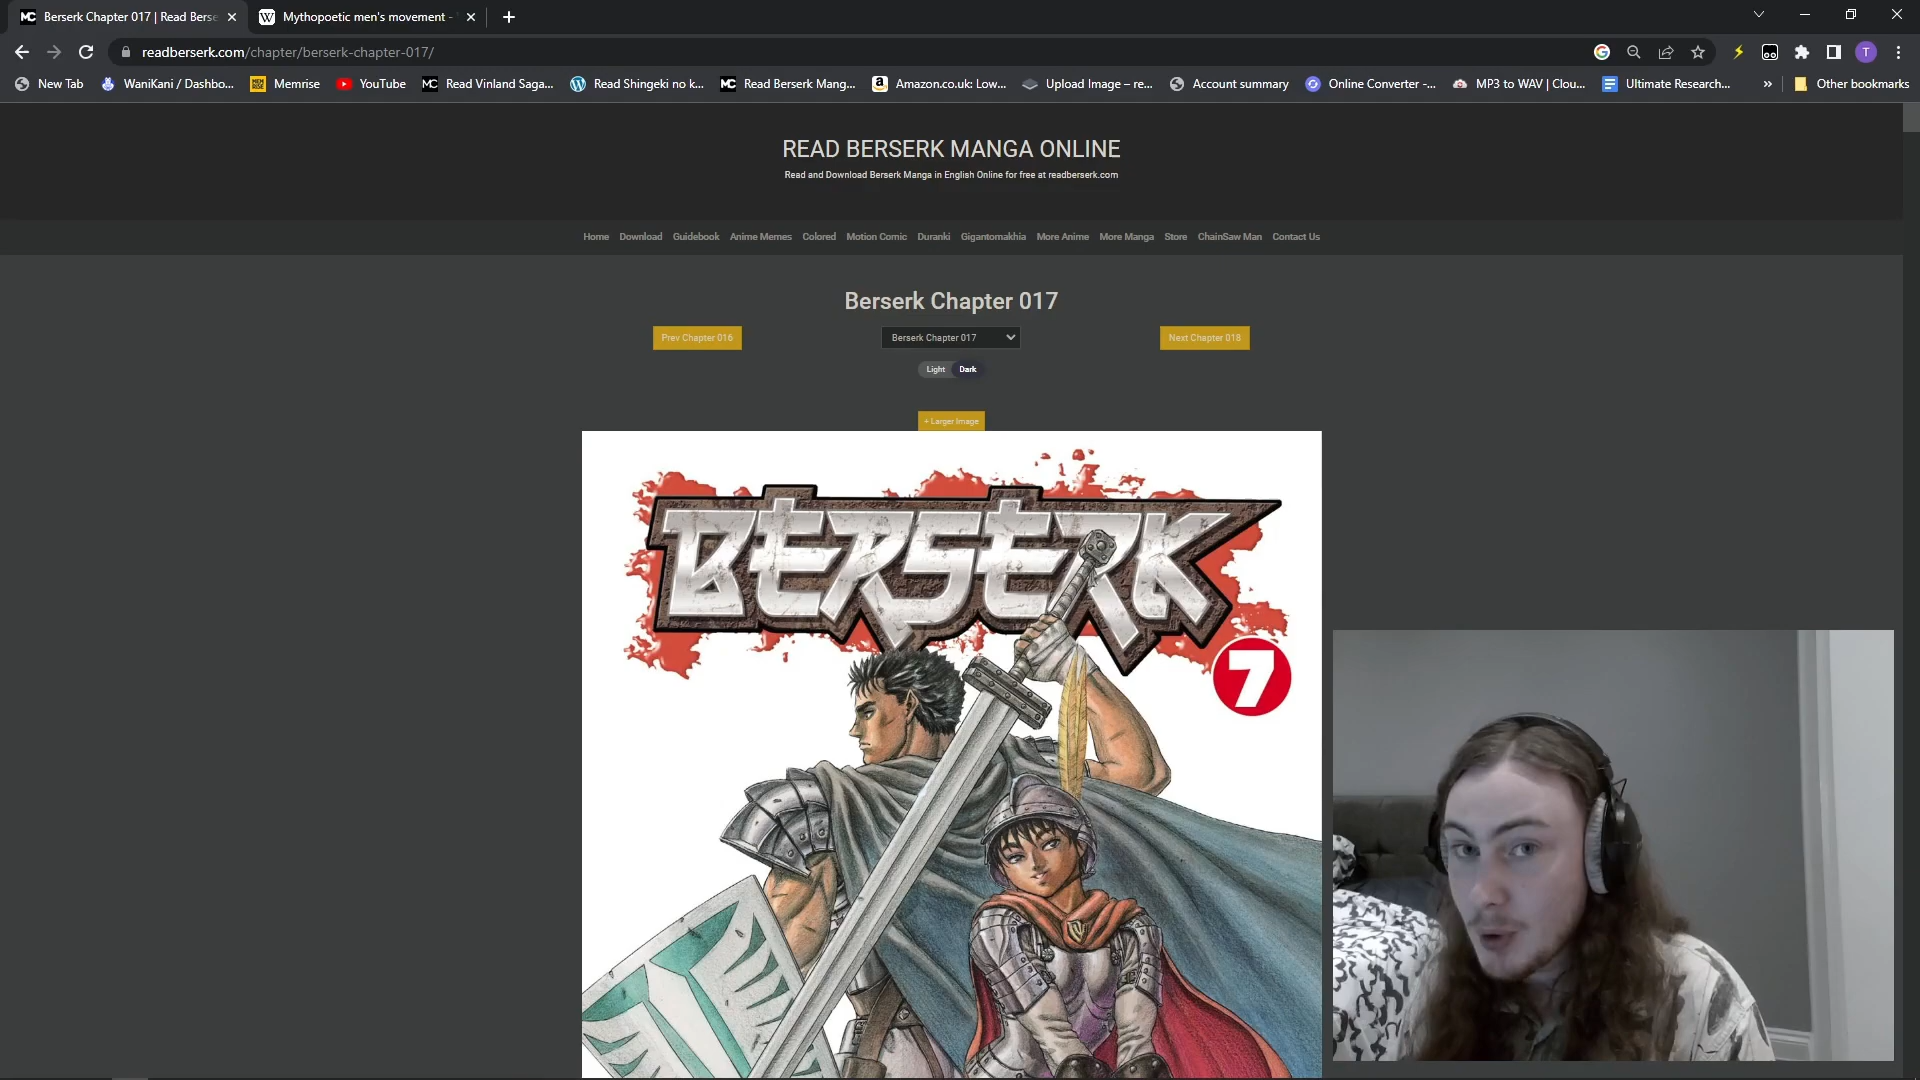 Berserk Chapter 017 | Read Berse
Mythopoetic men's movement -
readberserk.com/chapter/berserk-chapter-017/
T
New Tab
WaniKani / Dashbo...
Memrise
YouTube
Read Vinland Saga...
Read Shingeki no k...
Read Berserk Mang...
Amazon.co.uk: Low...
Upload Image – re...
Account summary
Online Converter -...
MP3 to WAV | Clou...
Ultimate Research...
Other bookmarks
READ BERSERK MANGA ONLINE
Read and Download Berserk Manga in English Online for free at readberserk.com
Home Download Guidebook Anime Memes Colored Motion Comic Duranki Gigantomakhia More Anime More Manga Store ChainSaw Man Contact Us
Berserk Chapter 017
Prev Chapter 016
Berserk Chapter 017
Next Chapter 018
Light Dark
+ Larger Image
BERSERK
7